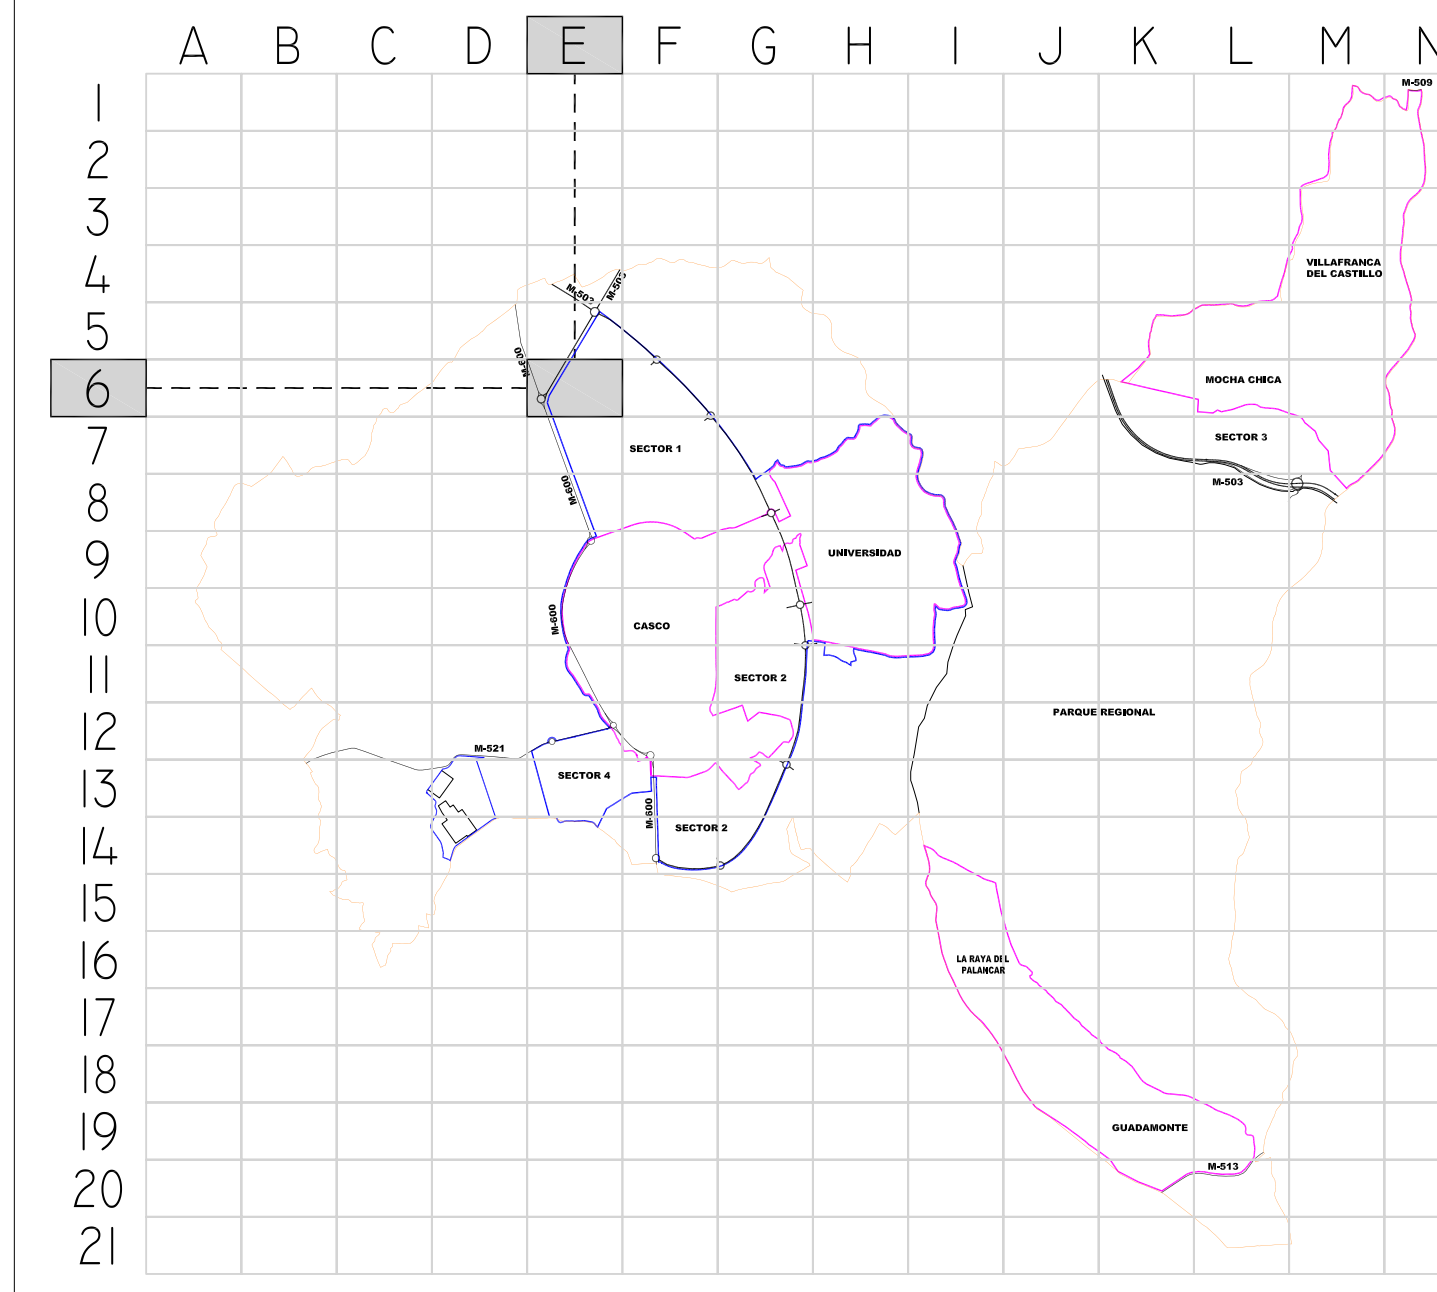 A B C D E F G H I J K L M N
1
M-509
2
3
4
VILLAFRANCA
DEL CASTILLO
M-503
M-503
5
M-600
6
MOCHA CHICA
7
SECTOR 1
SECTOR 3
8
M-600
M-503
9
UNIVERSIDAD
10
M-600
CASCO
11
SECTOR 2
12
PARQUE REGIONAL
M-521
13
SECTOR 4
M-600
14
SECTOR 2
15
16
LA RAYA DEL
PALANCAR
17
18
19
GUADAMONTE
20
M-513
21